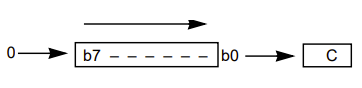 0 b7 – – – – – – b0 C